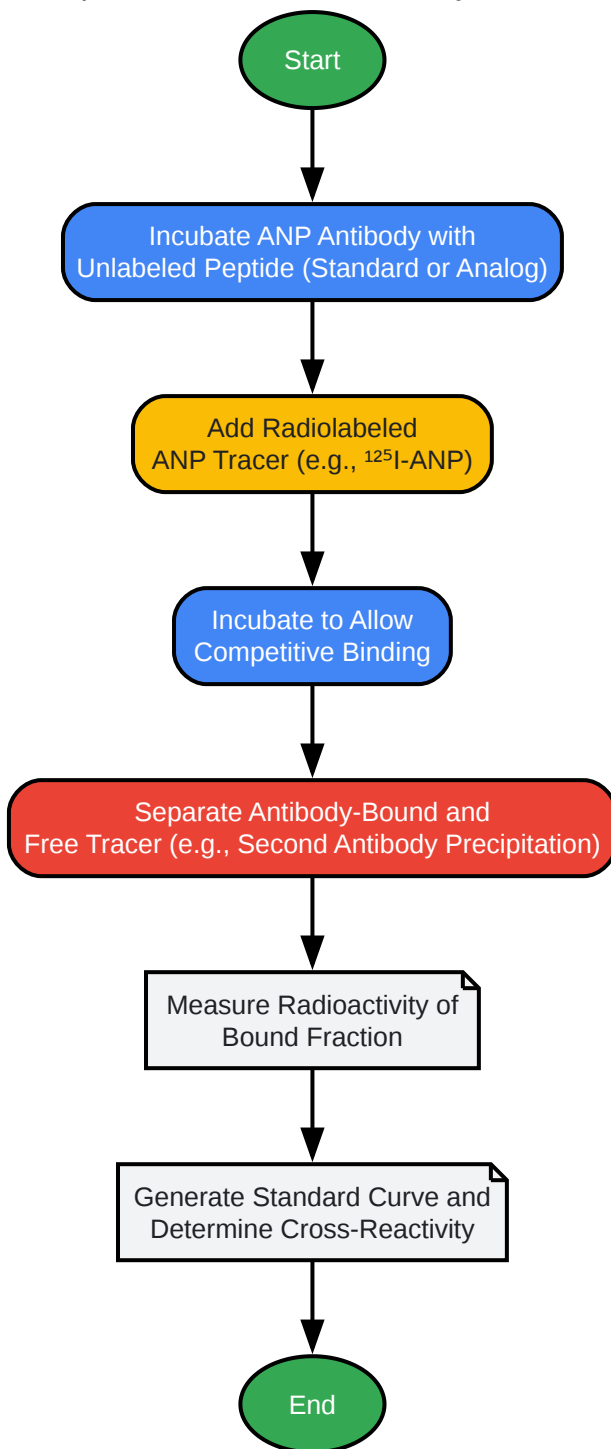 Start
Incubate ANP Antibody with
Unlabeled Peptide (Standard or Analog)
Add Radiolabeled
ANP Tracer (e.g., ¹²⁵I-ANP)
Incubate to Allow
Competitive Binding
Separate Antibody-Bound and
Free Tracer (e.g., Second Antibody Precipitation)
Measure Radioactivity of
Bound Fraction
Generate Standard Curve and
Determine Cross-Reactivity
End